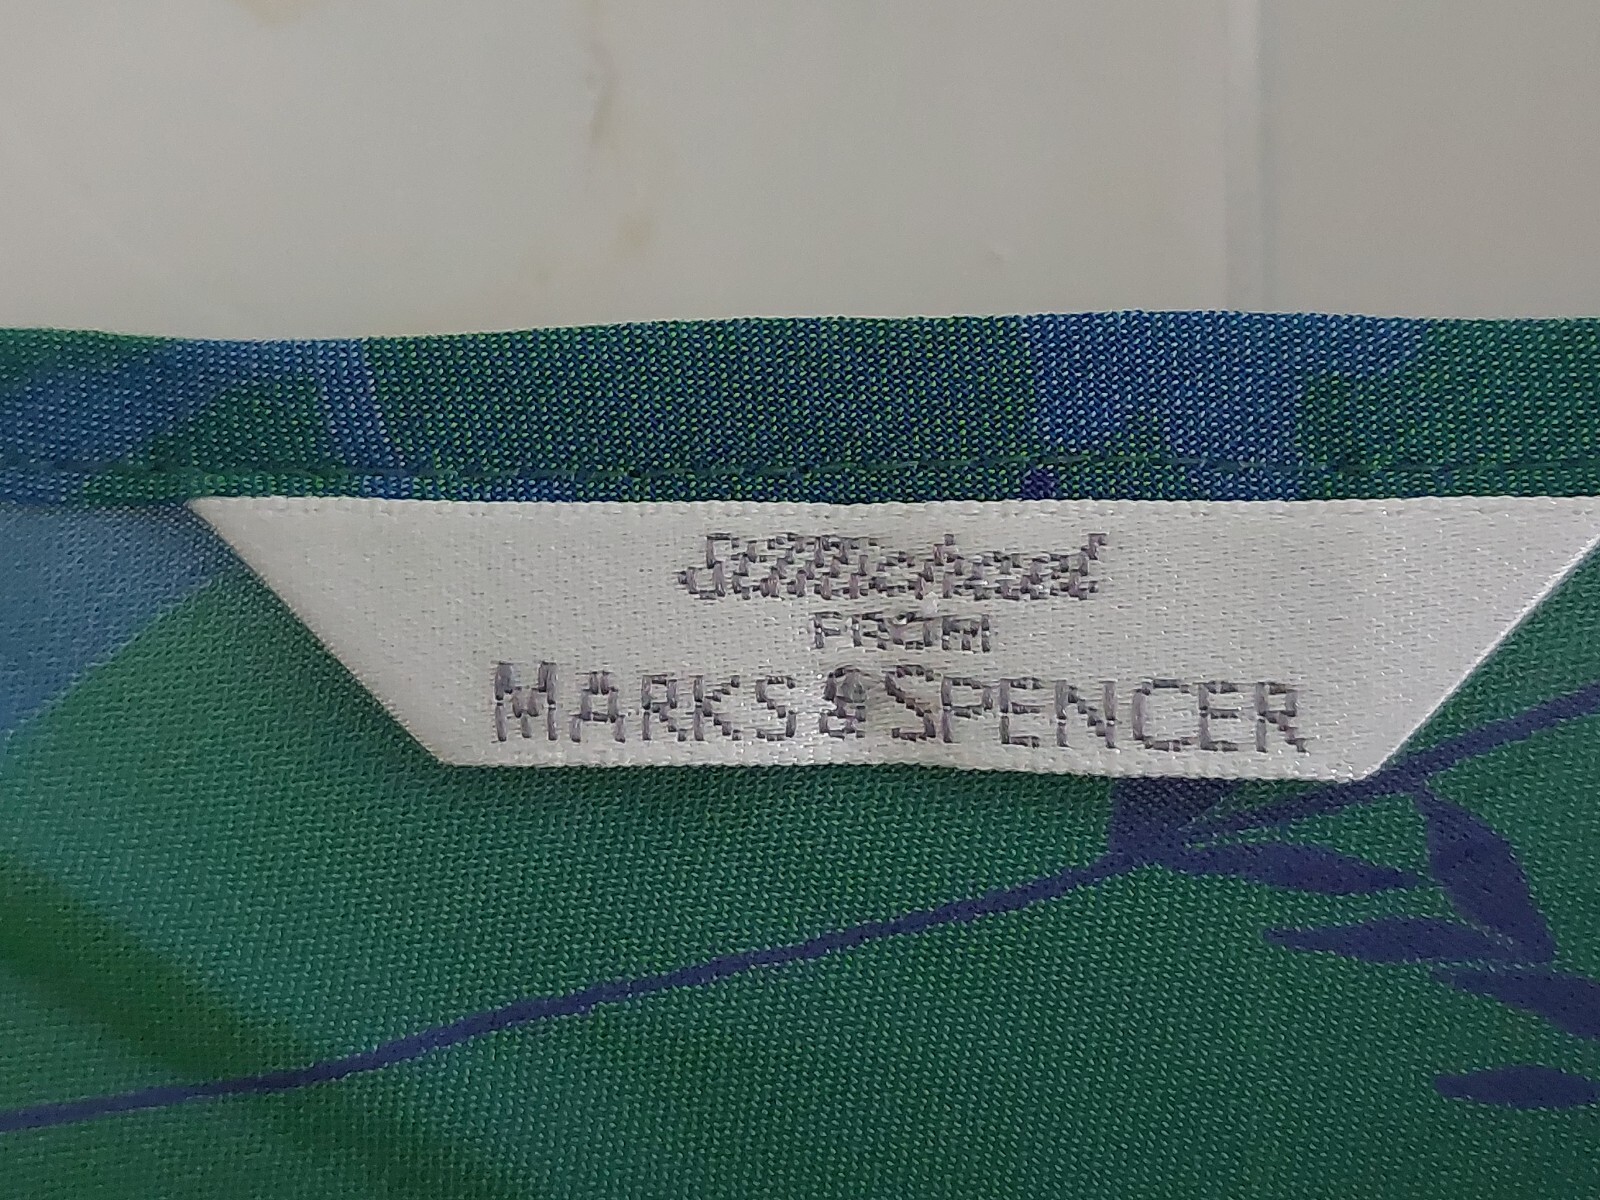 St Michael
FROM
MARKS & SPENCER